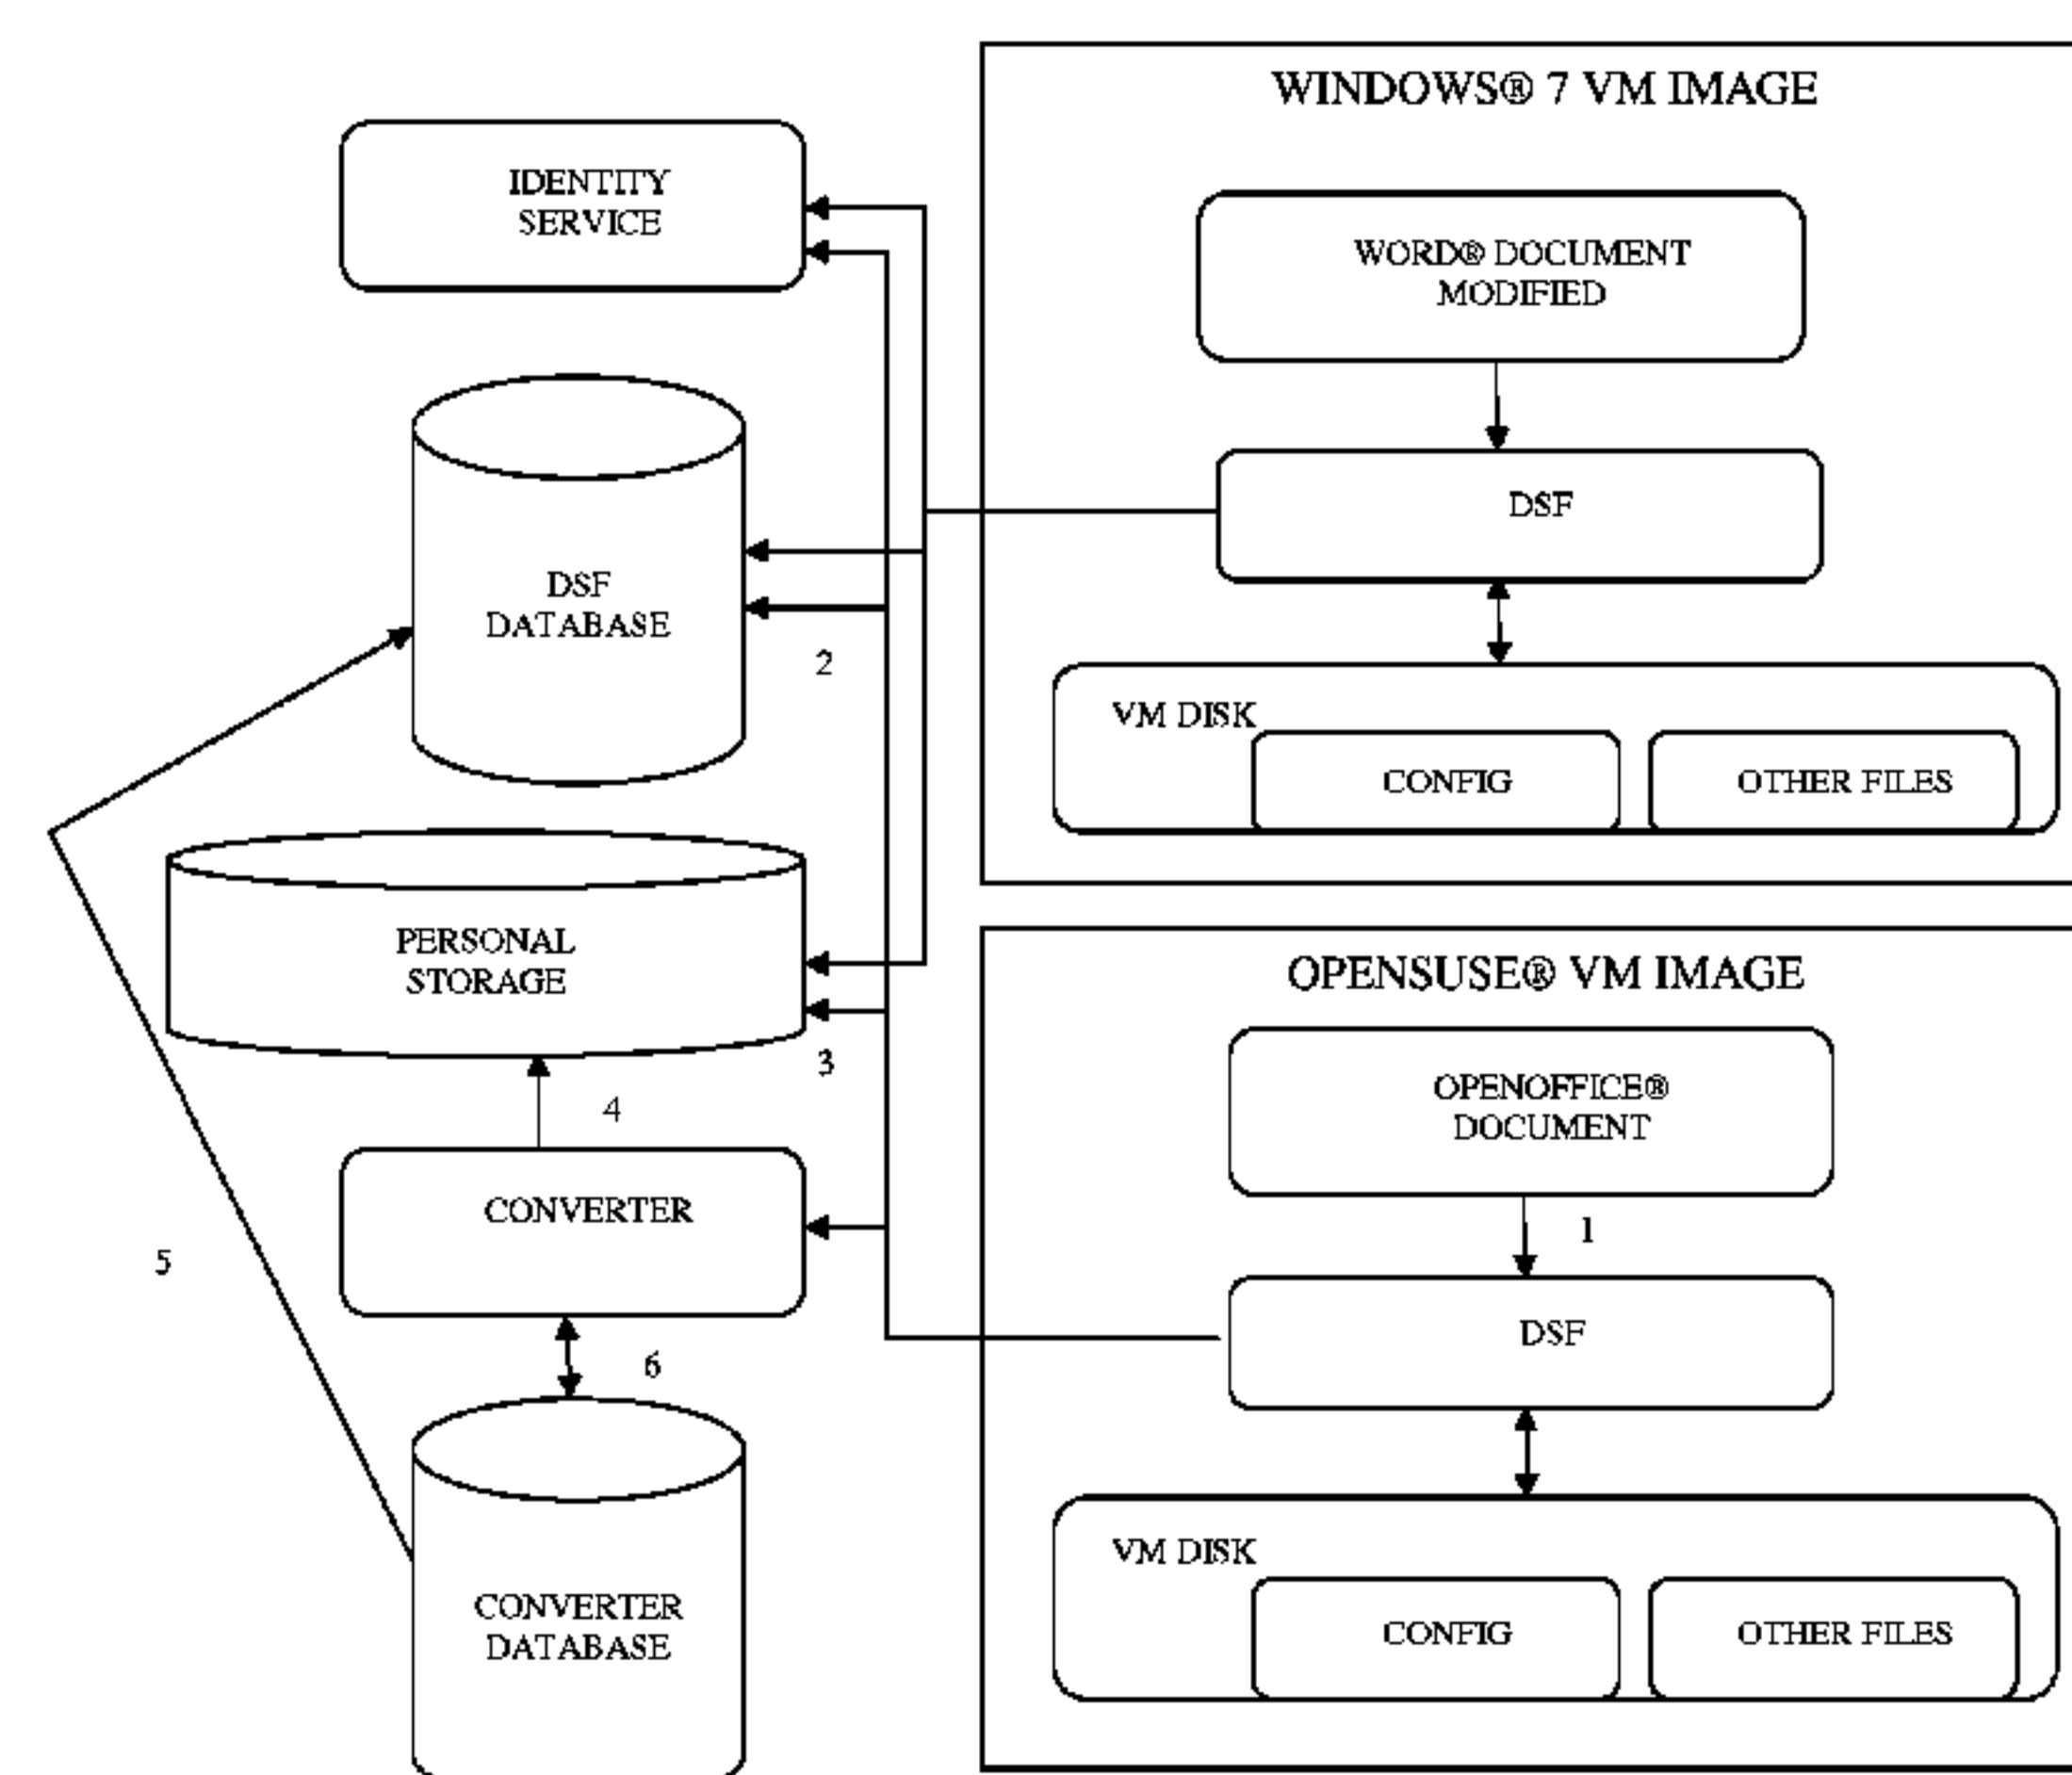 WINDOWS® 7 VM IMAGE
IDENTITY
SERVICE
WORD® DOCUMENT
MODIFIED
DSF
DSF
DATABASE
2
VM DISK
CONFIG
OTHER FILES
PERSONAL
STORAGE
3
OPENSUSE® VM IMAGE
OPENOFFICE®
DOCUMENT
4
CONVERTER
1
5
DSF
6
VM DISK
CONFIG
OTHER FILES
CONVERTER
DATABASE